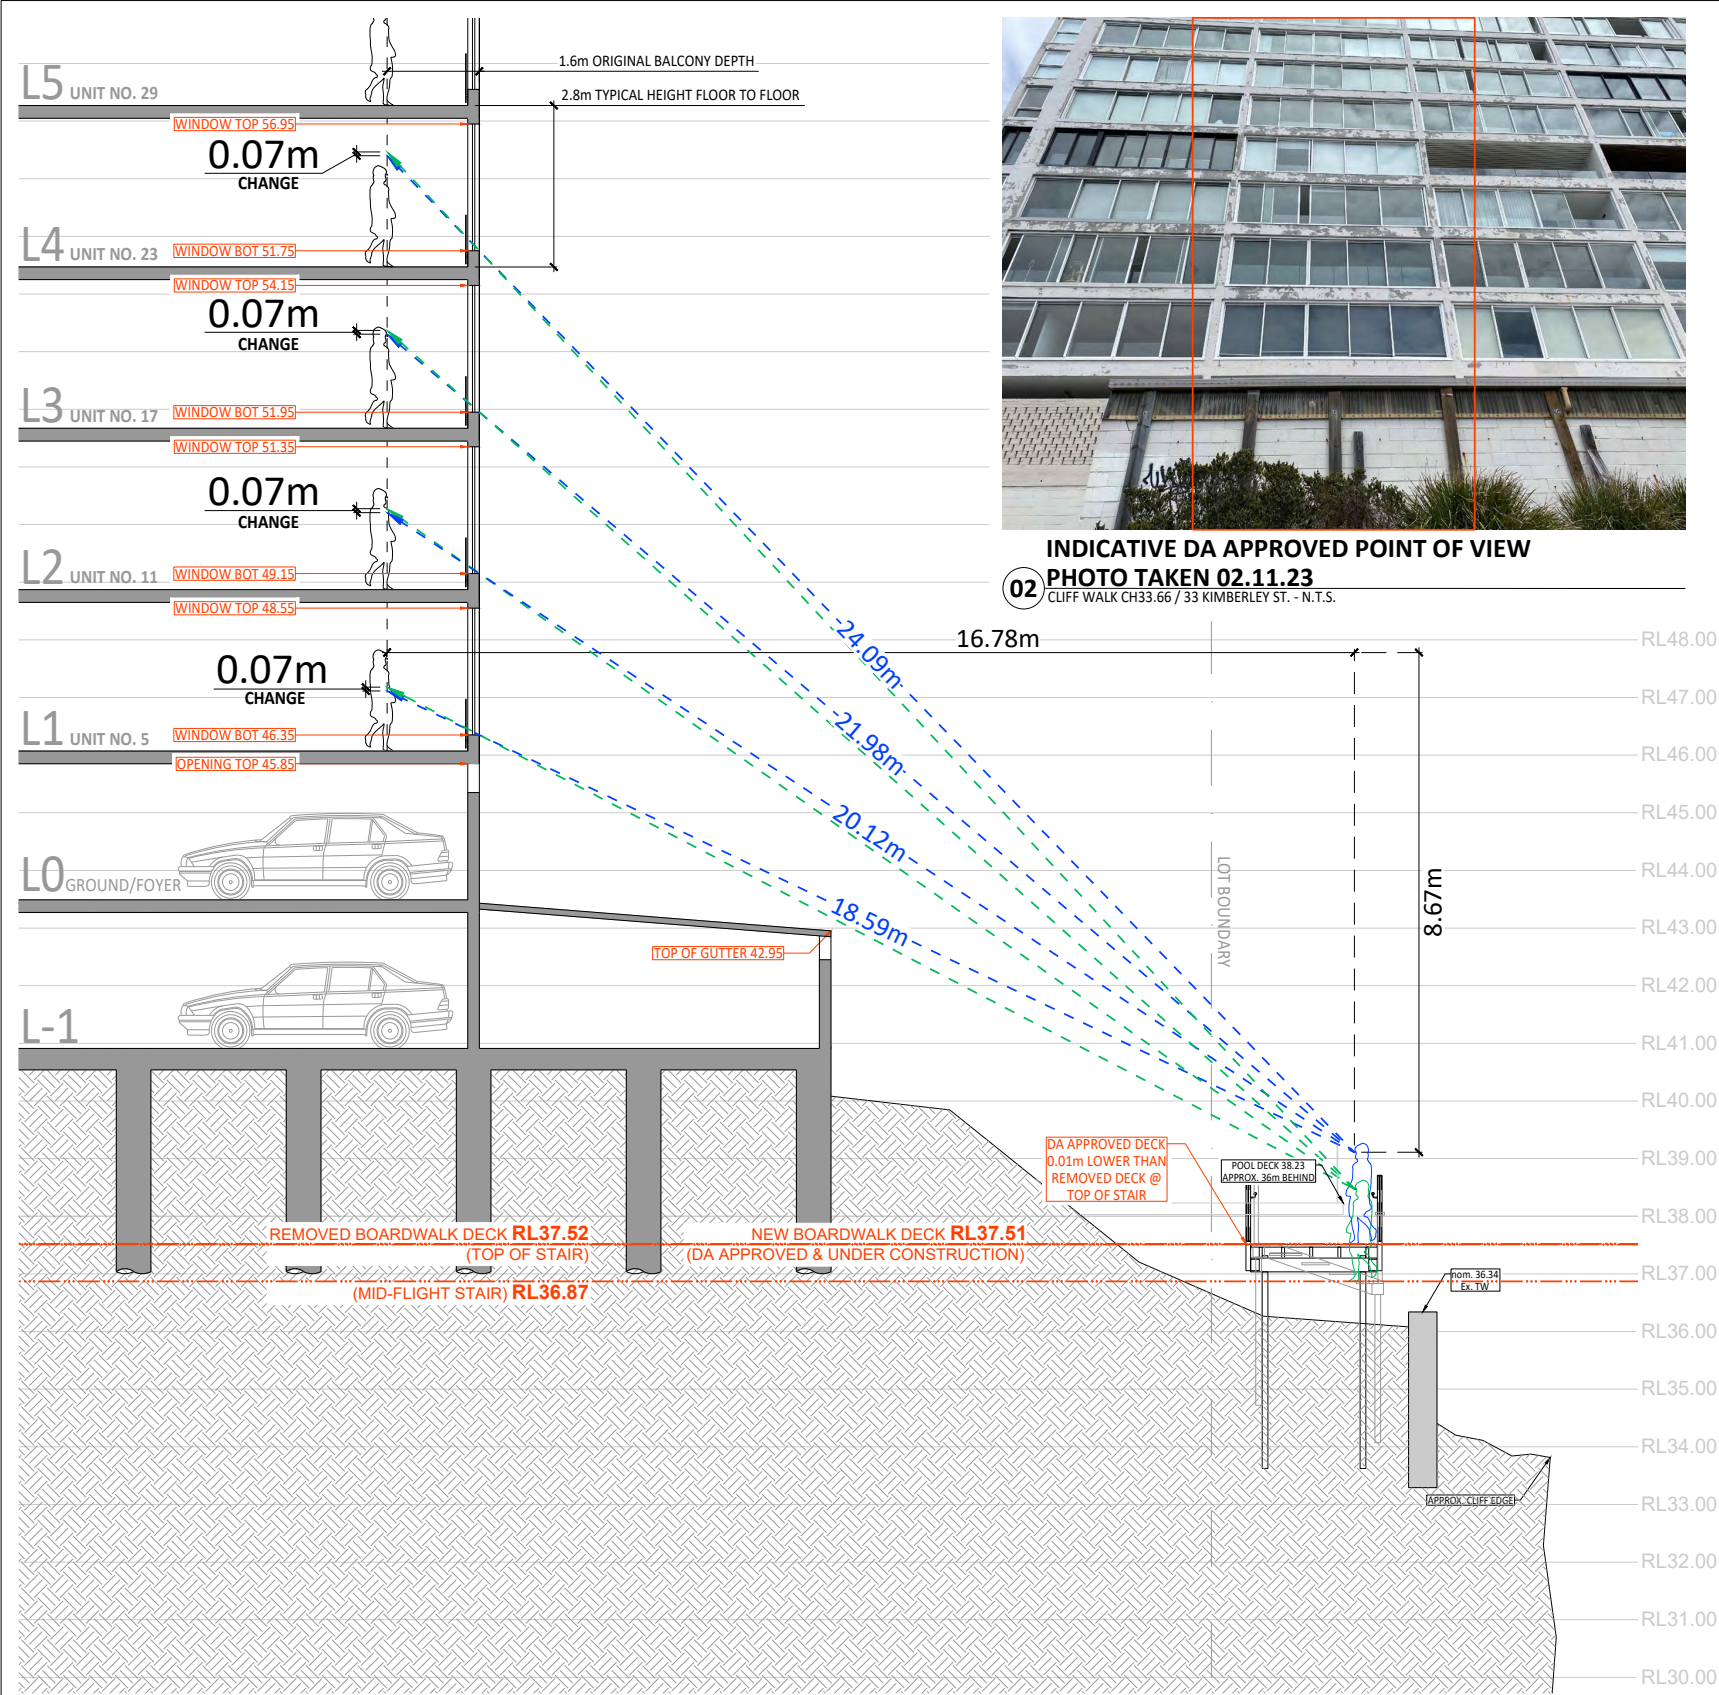 L5 UNIT NO. 29
1.6m ORIGINAL BALCONY DEPTH
2.8m TYPICAL HEIGHT FLOOR TO FLOOR
WINDOW TOP 56.95
0.07m
CHANGE
L4 UNIT NO. 23
WINDOW BOT 51.75
WINDOW TOP 54.15
0.07m
CHANGE
L3 UNIT NO. 17
WINDOW BOT 51.95
WINDOW TOP 51.35
0.07m
CHANGE
L2 UNIT NO. 11
WINDOW BOT 49.15
WINDOW TOP 48.55
0.07m
CHANGE
L1 UNIT NO. 5
WINDOW BOT 46.35
OPENING TOP 45.85
L0 GROUND/FOYER
L-1
INDICATIVE DA APPROVED POINT OF VIEW
02 PHOTO TAKEN 02.11.23
CLIFF WALK CH33.66 / 33 KIMBERLEY ST. - N.T.S.
16.78m
24.09m
21.98m
20.12m
18.59m
8.67m
LOT BOUNDARY
TOP OF GUTTER 42.95
DA APPROVED DECK
0.01m LOWER THAN
REMOVED DECK @
TOP OF STAIR
POOL DECK 38.23
APPROX. 36m BEHIND
REMOVED BOARDWALK DECK RL37.52
(TOP OF STAIR)
NEW BOARDWALK DECK RL37.51
(DA APPROVED & UNDER CONSTRUCTION)
(MID-FLIGHT STAIR) RL36.87
nom. 36.34
Ex. TW
APPROX. CLIFF EDGE
RL48.00
RL47.00
RL46.00
RL45.00
RL44.00
RL43.00
RL42.00
RL41.00
RL40.00
RL39.00
RL38.00
RL37.00
RL36.00
RL35.00
RL34.00
RL33.00
RL32.00
RL31.00
RL30.00